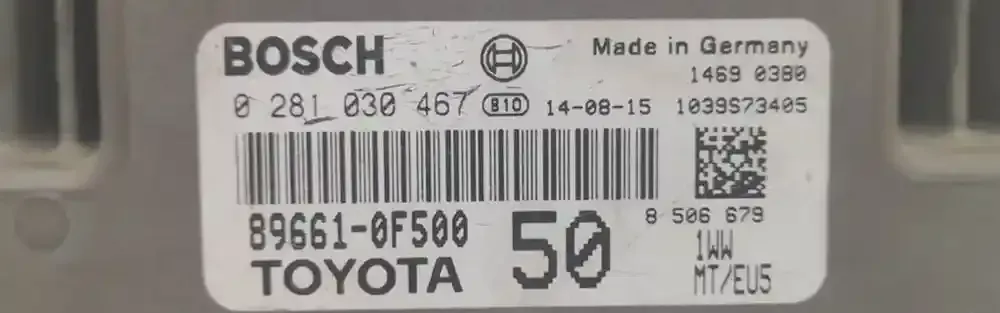 BOSCH Made in Germany
1469 0380
0 281 030 467 B10 14-08-15 1039S73405
8 506 679
89661-0F500 50 1WW
TOYOTA MT/EU5